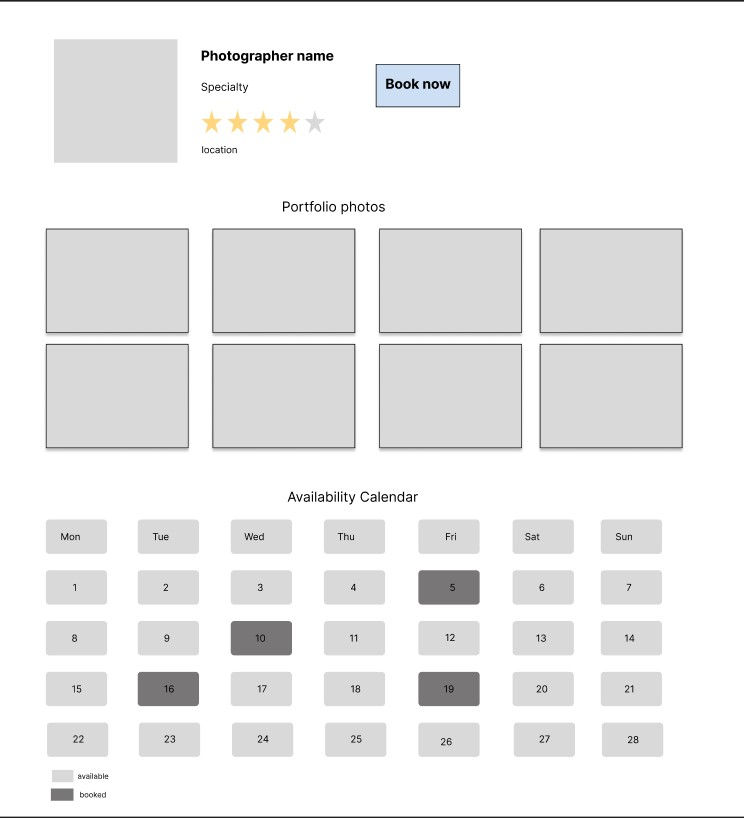 Photographer name
Book now
Specialty
location
Portfolio photos
Availability Calendar
Mon Tue Wed Thu Fri Sat Sun
1 2 3 4 5 6 7
8 9 10 11 12 13 14
15 16 17 18 19 20 21
22 23 24 25 26 27 28
available
booked